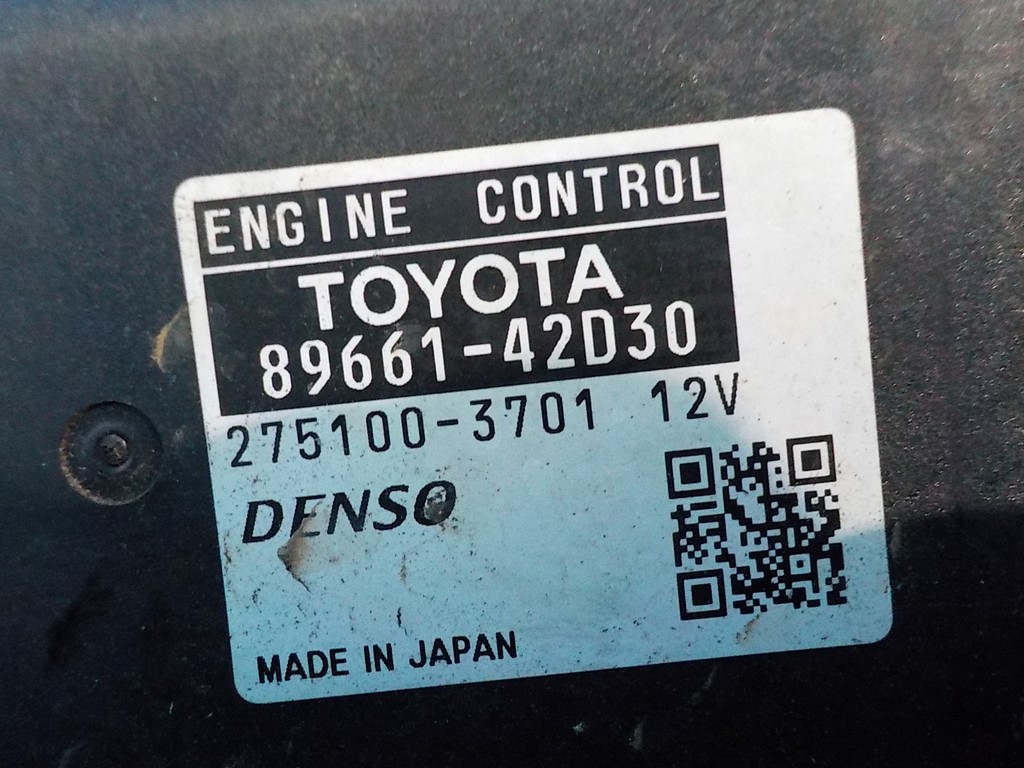 ENGINE CONTROL
TOYOTA
89661-42D30
275100-3701 12V
DENSO
MADE IN JAPAN